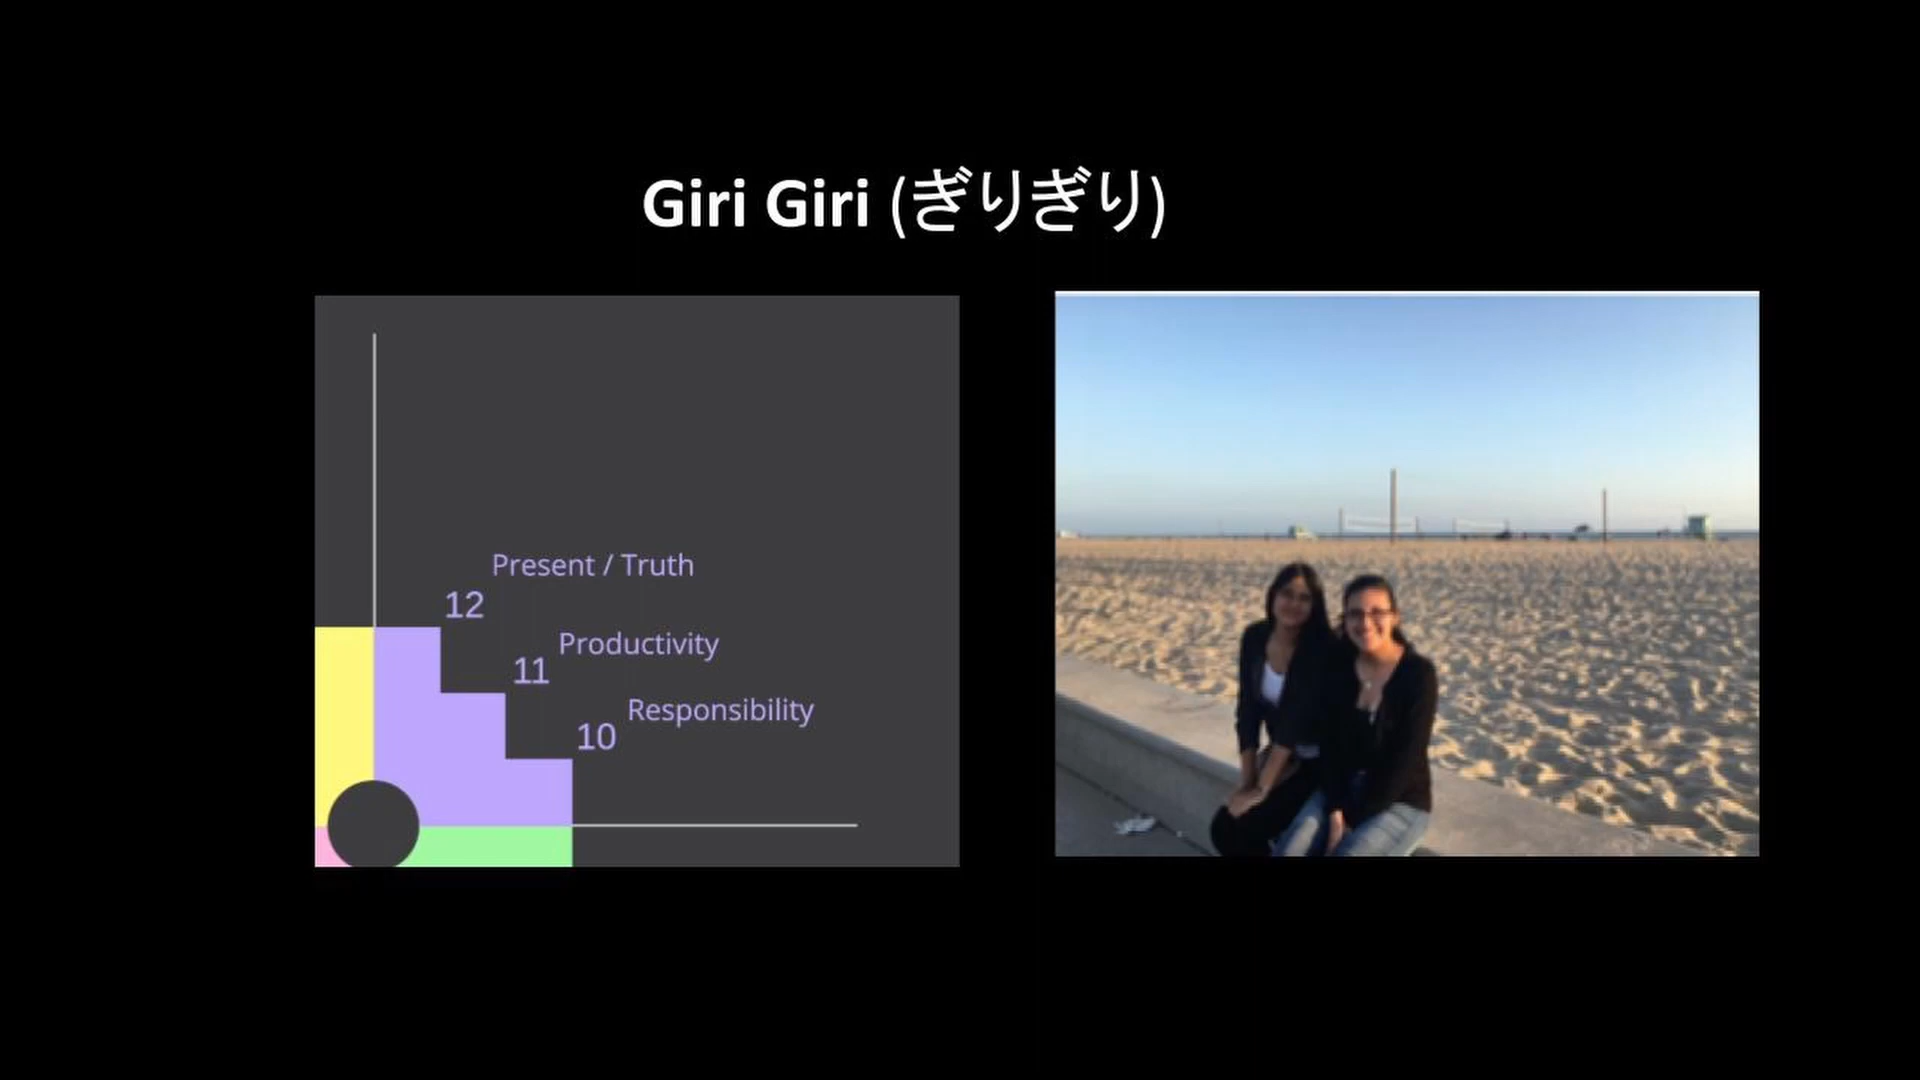 Giri Giri (ぎりぎり)
Present / Truth
12
Productivity
11
Responsibility
10